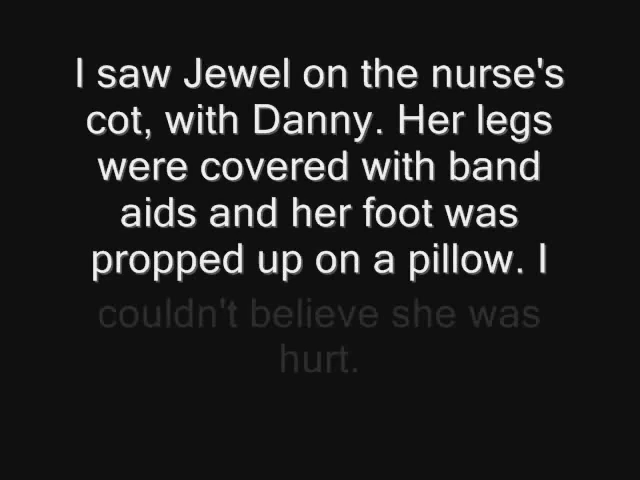 I saw Jewel on the nurse's
cot, with Danny. Her legs
were covered with band
aids and her foot was
propped up on a pillow. I
couldn't believe she was
hurt.